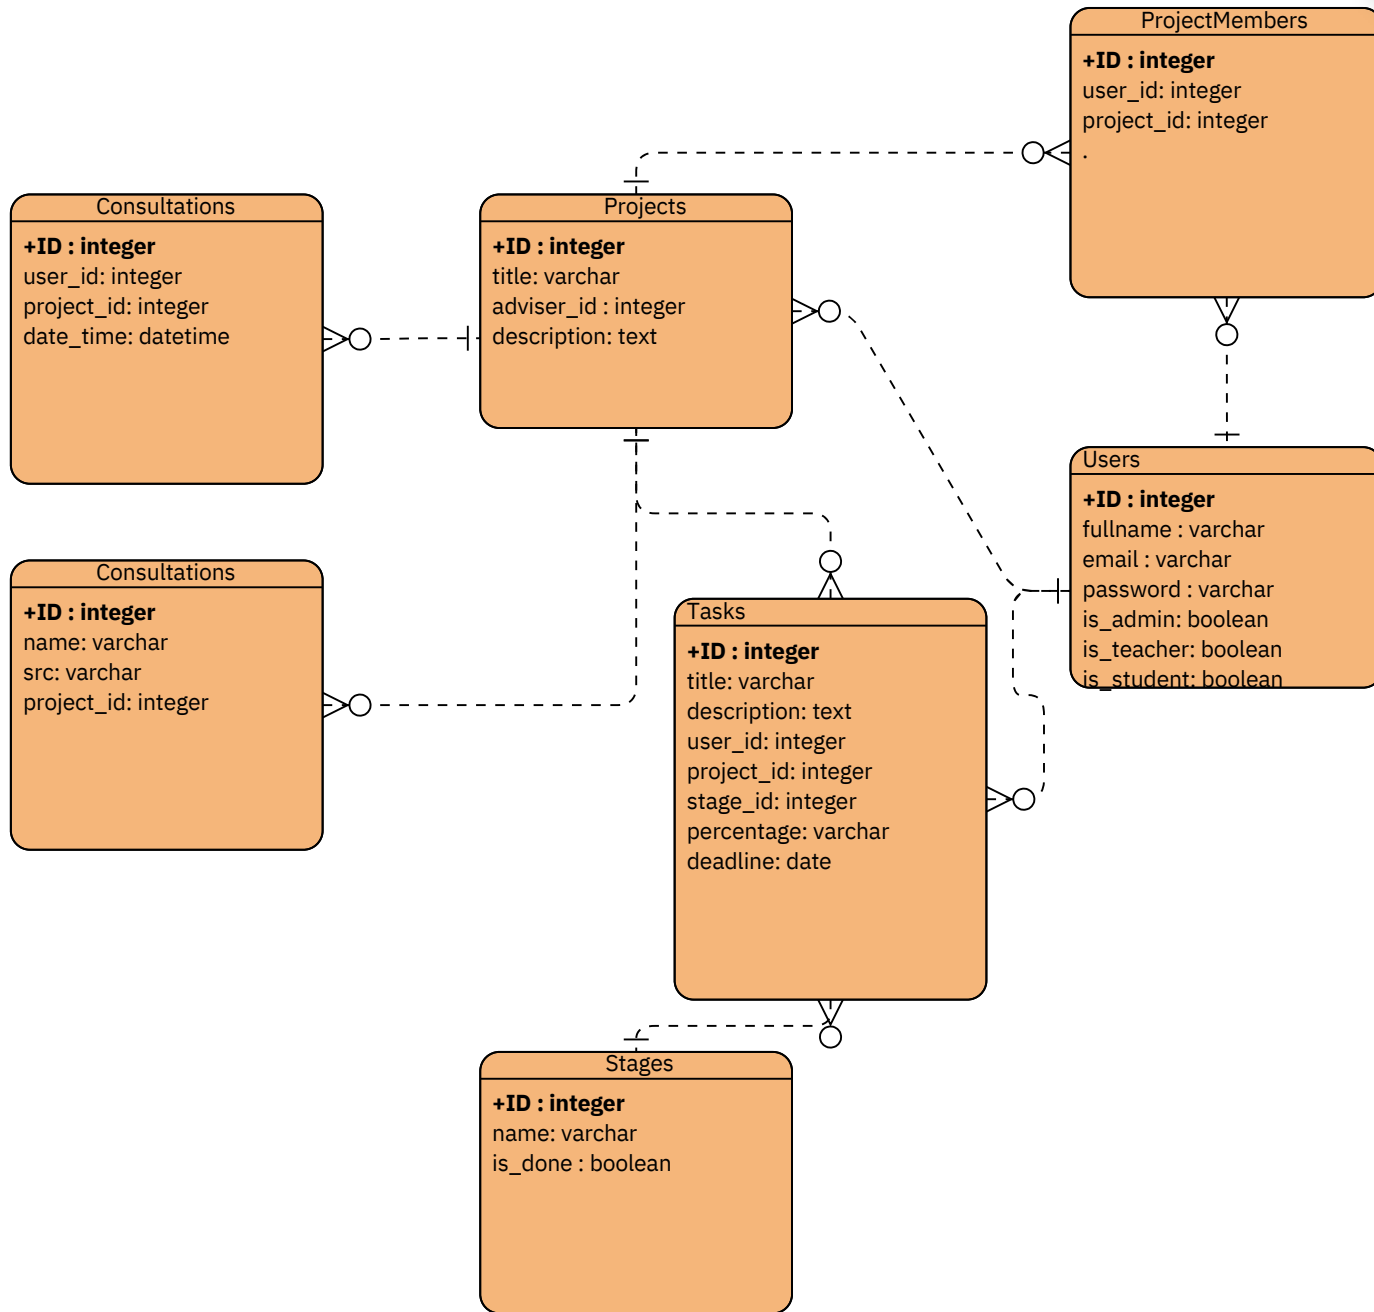 ProjectMembers
+ID : integer
user_id: integer
project_id: integer
.
Consultations
+ID : integer
user_id: integer
project_id: integer
date_time: datetime
Projects
+ID : integer
title: varchar
adviser_id : integer
description: text
Users
+ID : integer
fullname : varchar
email : varchar
password : varchar
is_admin: boolean
is_teacher: boolean
is_student: boolean
Consultations
+ID : integer
name: varchar
src: varchar
project_id: integer
Tasks
+ID : integer
title: varchar
description: text
user_id: integer
project_id: integer
stage_id: integer
percentage: varchar
deadline: date
Stages
+ID : integer
name: varchar
is_done : boolean